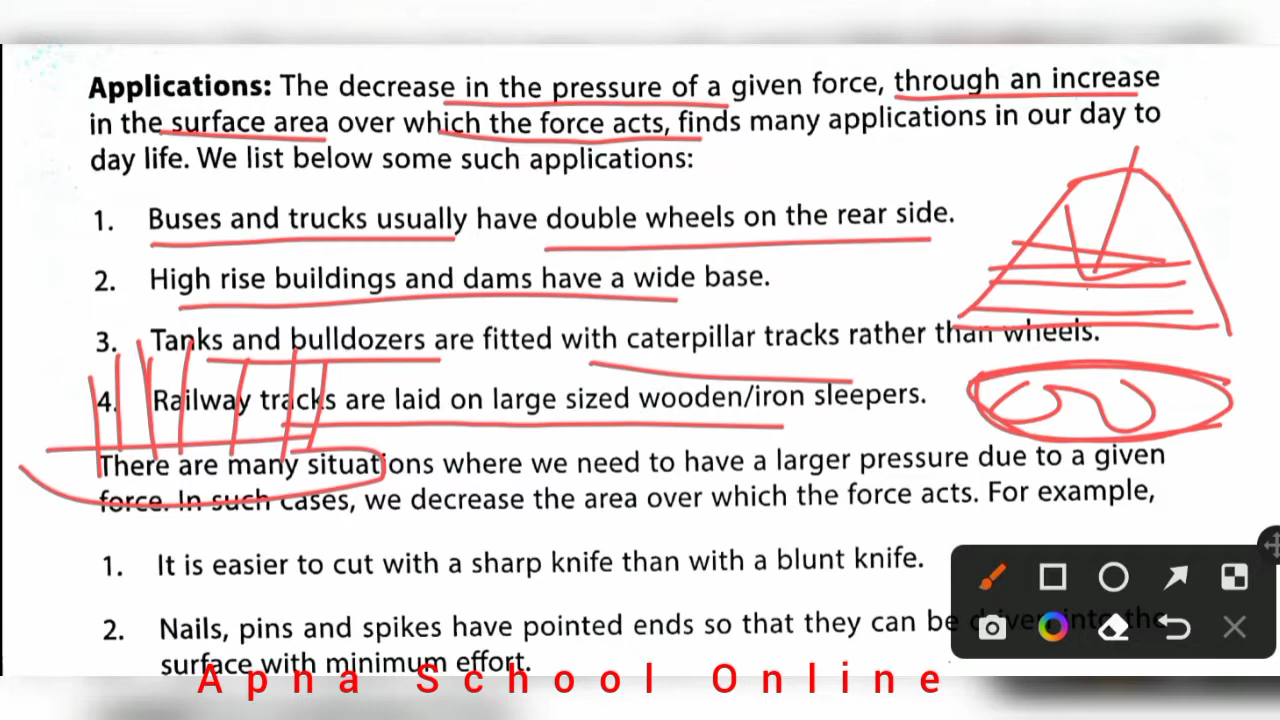 Applications: The decrease in the pressure of a given force, through an increase
in the surface area over which the force acts, finds many applications in our day to
day life. We list below some such applications:
1. Buses and trucks usually have double wheels on the rear side.
2. High rise buildings and dams have a wide base.
3. Tanks and bulldozers are fitted with caterpillar tracks rather than wheels.
4. Railway tracks are laid on large sized wooden/iron sleepers.
There are many situations where we need to have a larger pressure due to a given
force. In such cases, we decrease the area over which the force acts. For example,
1. It is easier to cut with a sharp knife than with a blunt knife.
2. Nails, pins and spikes have pointed ends so that they can be driven into the
surface with minimum effort.
Apna School Online